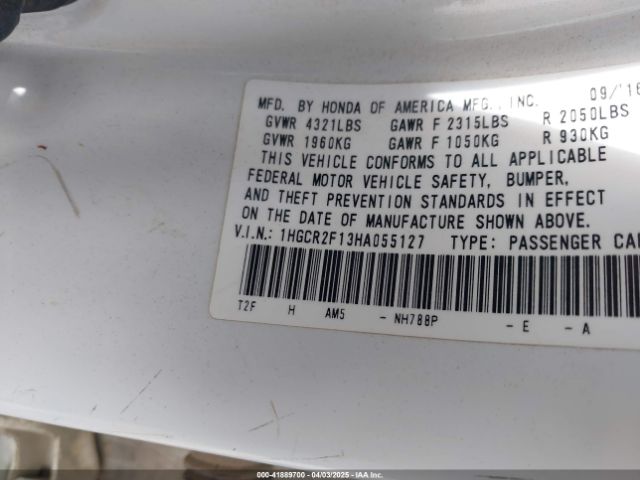 MFD. BY HONDA OF AMERICA MFG., INC. 09/'16
GVWR 4321LBS GAWR F 2315LBS R 2050LBS
GVWR 1960KG GAWR F 1050KG R 930KG
THIS VEHICLE CONFORMS TO ALL APPLICABLE
FEDERAL MOTOR VEHICLE SAFETY, BUMPER,
AND THEFT PREVENTION STANDARDS IN EFFECT
ON THE DATE OF MANUFACTURE SHOWN ABOVE.
V.I.N.: 1HGCR2F13HA055127 TYPE: PASSENGER CAR
T2F H AM5 - NH788P - E - A
000-41889700 - 04/03/2025 - IAAI.COM